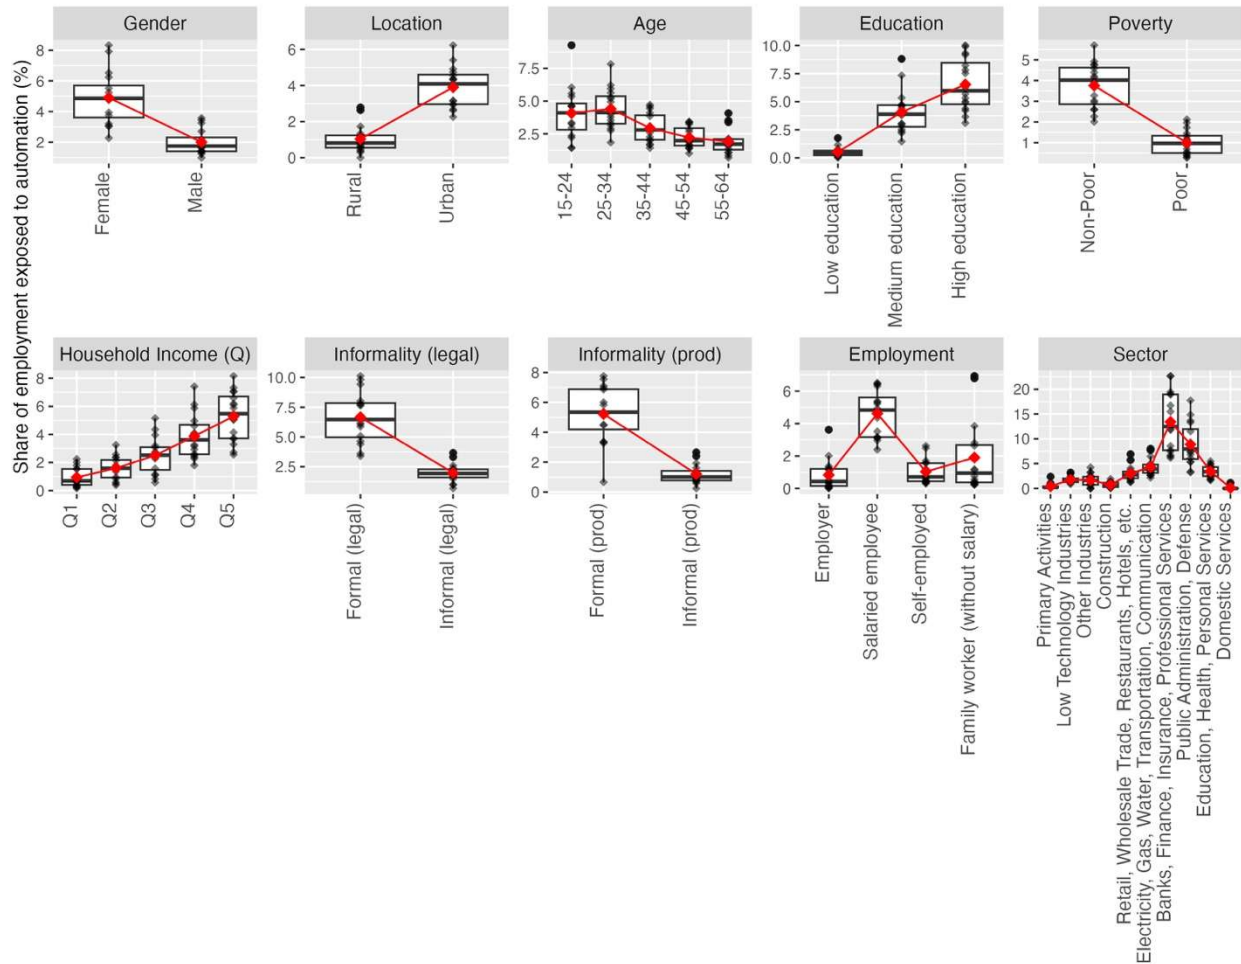 Share of employment exposed to automation (%)
Gender
8
6
4
2
Female
Male
Location
6
4
2
0
Rural
Urban
Age
7.5
5.0
2.5
15-24
25-34
35-44
45-54
55-64
Education
10.0
7.5
5.0
2.5
0.0
Low education
Medium education
High education
Poverty
5
4
3
2
1
Non-Poor
Poor
Household Income (Q)
8
6
4
2
0
Q1
Q2
Q3
Q4
Q5
Informality (legal)
10.0
7.5
5.0
2.5
Formal (legal)
Informal (legal)
Informality (prod)
8
6
4
2
0
Formal (prod)
Informal (prod)
Employment
6
4
2
0
Employer
Salaried employee
Self-employed
Family worker (without salary)
Sector
20
15
10
5
0
Primary Activities
Low Technology Industries
Other Industries
Construction
Retail, Wholesale Trade, Restaurants, Hotels, etc.
Electricity, Gas, Water, Transportation, Communication
Banks, Finance, Insurance, Professional Services
Public Administration, Defense
Education, Health, Personal Services
Domestic Services